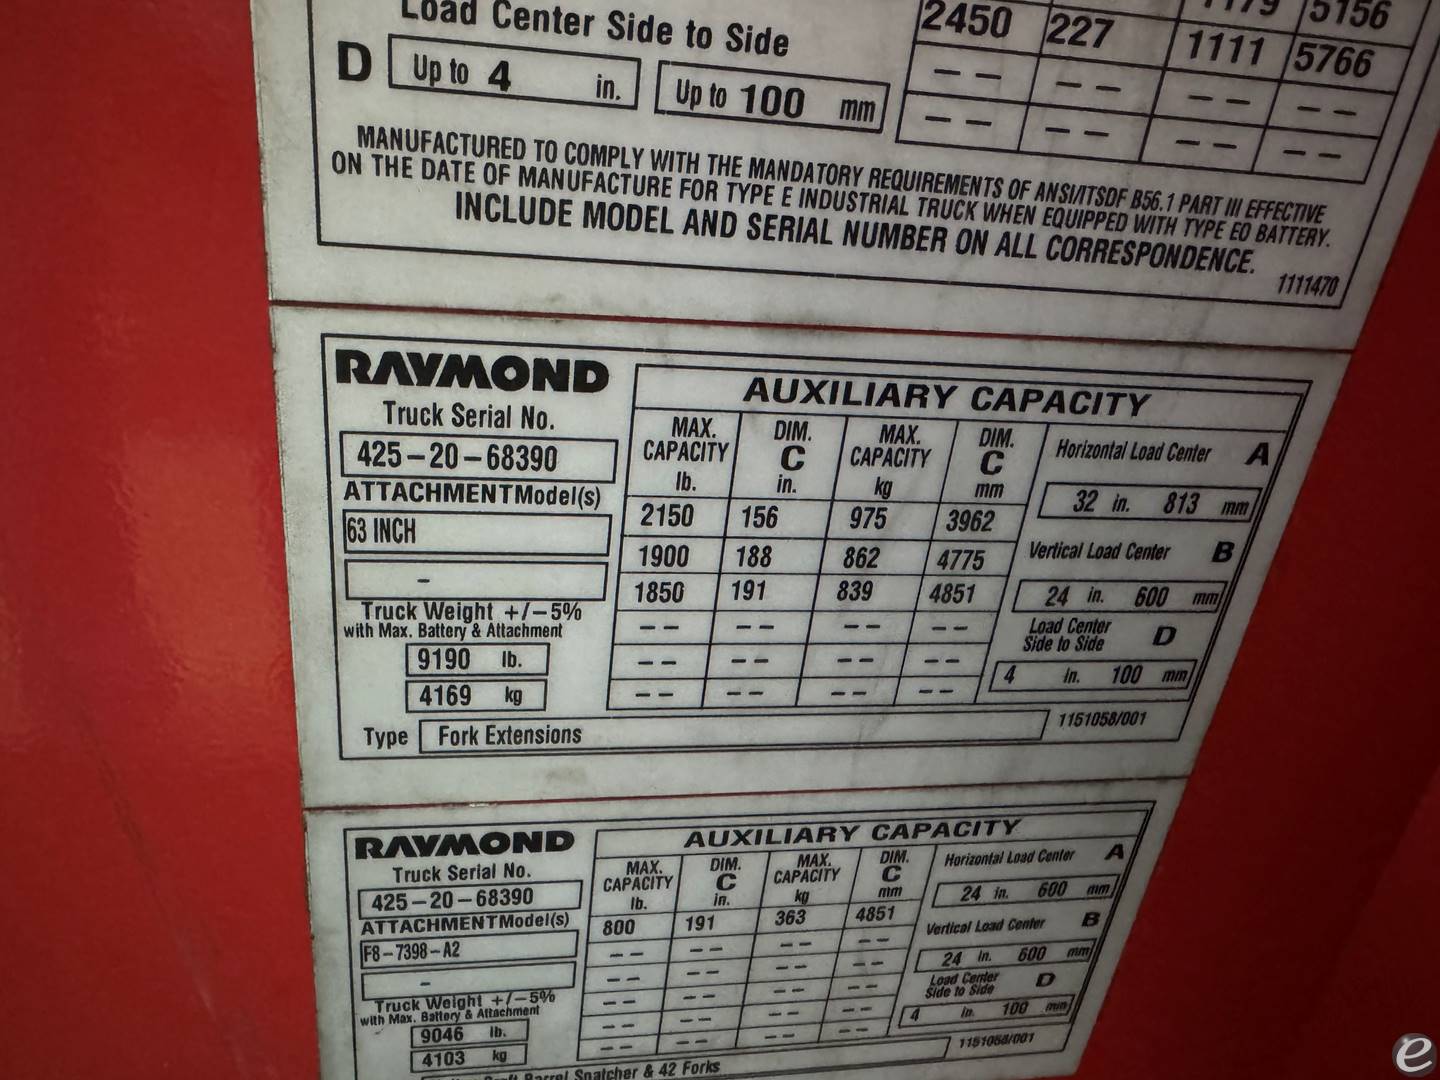 Load Center Side to Side
D Up to 4 in. Up to 100 mm
1179 5156
2450 227 1111 5766
-- -- -- --
-- -- -- --
MANUFACTURED TO COMPLY WITH THE MANDATORY REQUIREMENTS OF ANSI/ITSDF B56.1 PART III EFFECTIVE
ON THE DATE OF MANUFACTURE FOR TYPE E INDUSTRIAL TRUCK WHEN EQUIPPED WITH TYPE EO BATTERY.
INCLUDE MODEL AND SERIAL NUMBER ON ALL CORRESPONDENCE.
1111470
RAYMOND
Truck Serial No.
425-20-68390
ATTACHMENT Model(s)
63 INCH
-
Truck Weight +/-5%
with Max. Battery & Attachment
9190 lb.
4169 kg
Type Fork Extensions
AUXILIARY CAPACITY
MAX. CAPACITY lb. DIM. C in. MAX. CAPACITY kg DIM. C mm
2150 156 975 3962
1900 188 862 4775
1850 191 839 4851
-- -- -- --
-- -- -- --
-- -- -- --
Horizontal Load Center A
32 in. 813 mm
Vertical Load Center B
24 in. 600 mm
Load Center
Side to Side D
4 in. 100 mm
1151058/001
RAYMOND
Truck Serial No.
425-20-68390
ATTACHMENT Model(s)
F8-7398-A2
-
Truck Weight +/-5%
with Max. Battery & Attachment
9046 lb.
4103 kg
Barrel Snatcher & 42 Forks
AUXILIARY CAPACITY
MAX. CAPACITY lb. DIM. C in. MAX. CAPACITY kg DIM. C mm
800 191 363 4851
-- -- -- --
-- -- -- --
-- -- -- --
-- -- -- --
-- -- -- --
Horizontal Load Center A
24 in. 600 mm
Vertical Load Center B
24 in. 600 mm
Load Center
Side to Side D
4 in. 100 mm
1151058/001
e